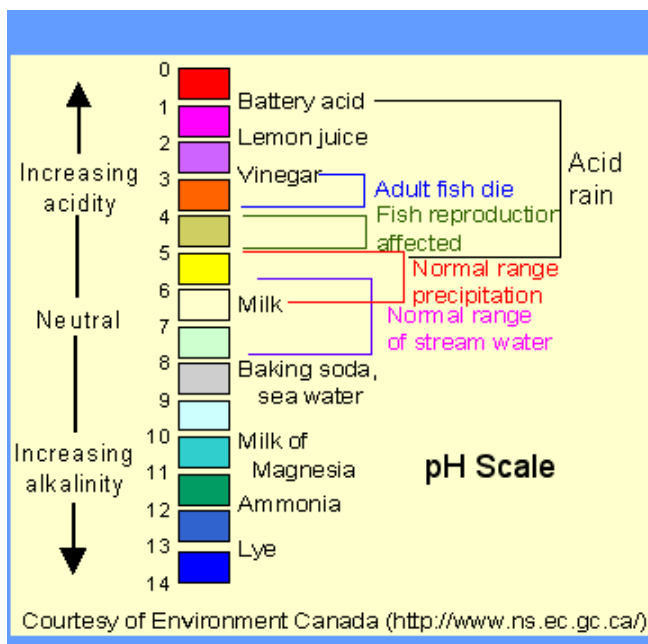 0
1
2
3
4
5
6
7
8
9
10
11
12
13
14
Increasing
acidity
Neutral
Increasing
alkalinity
Battery acid
Lemon juice
Vinegar
Milk
Baking soda,
sea water
Milk of
Magnesia
Ammonia
Lye
Adult fish die
Fish reproduction
affected
Normal range
precipitation
Normal range
of stream water
Acid
rain
pH Scale
Courtesy of Environment Canada (http://www.ns.ec.gc.ca/)